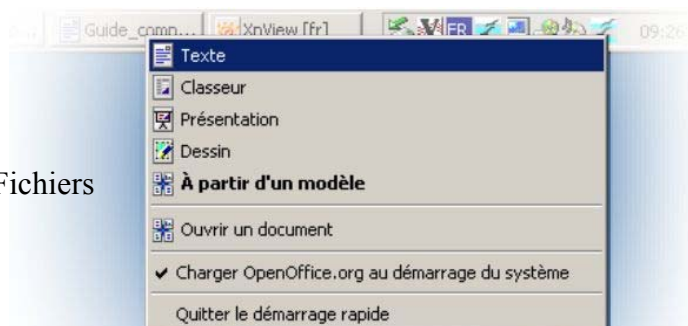 Guide_comp... XnView [fr] FR 09:26
Texte
Classeur
Présentation
Dessin
Fichiers
À partir d'un modèle
Ouvrir un document
Charger OpenOffice.org au démarrage du système
Quitter le démarrage rapide